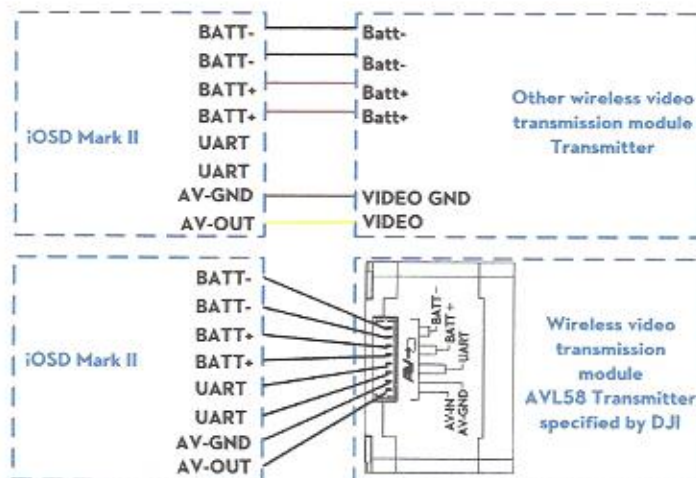 BATT- Batt-
BATT- Batt-
BATT+ Batt+
BATT+ Batt+
iOSD Mark II
UART
UART
AV-GND VIDEO GND
AV-OUT VIDEO
Other wireless video
transmission module
Transmitter
BATT-
BATT-
BATT+
BATT+
iOSD Mark II
UART
UART
AV-GND
AV-OUT
BATT-
BATT+
UART
AV-GND
AV-IN
Wireless video
transmission
module
AVL58 Transmitter
specified by DJI